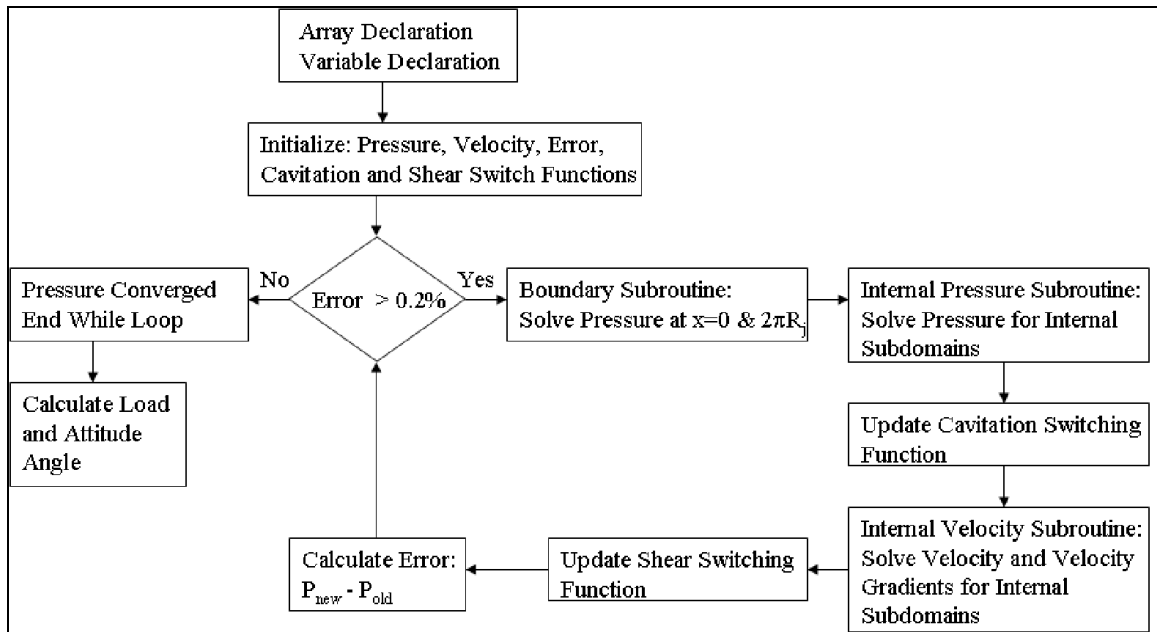 Array Declaration
Variable Declaration
Initialize: Pressure, Velocity, Error,
Cavitation and Shear Switch Functions
Error > 0.2%
No
Yes
Pressure Converged
End While Loop
Calculate Load
and Attitude
Angle
Boundary Subroutine:
Solve Pressure at x=0 & 2πRj
Internal Pressure Subroutine:
Solve Pressure for Internal
Subdomains
Update Cavitation Switching
Function
Internal Velocity Subroutine:
Solve Velocity and Velocity
Gradients for Internal
Subdomains
Update Shear Switching
Function
Calculate Error:
Pnew - Pold